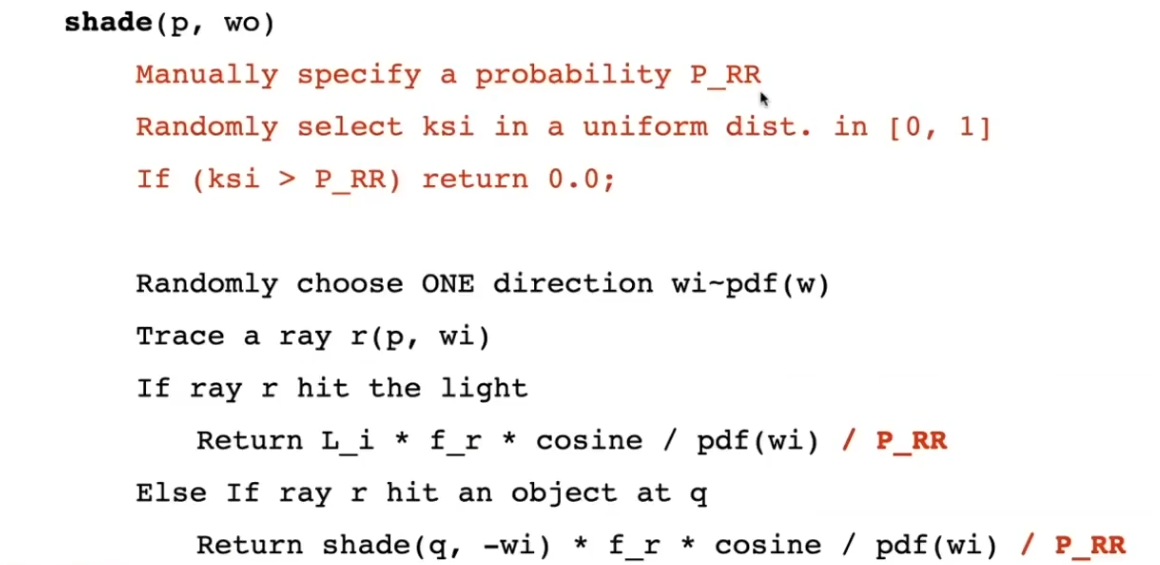 shade(p, wo)
Manually specify a probability P_RR
Randomly select ksi in a uniform dist. in [0, 1]
If (ksi > P_RR) return 0.0;
Randomly choose ONE direction wi~pdf(w)
Trace a ray r(p, wi)
If ray r hit the light
Return L_i * f_r * cosine / pdf(wi) / P_RR
Else If ray r hit an object at q
Return shade(q, -wi) * f_r * cosine / pdf(wi) / P_RR